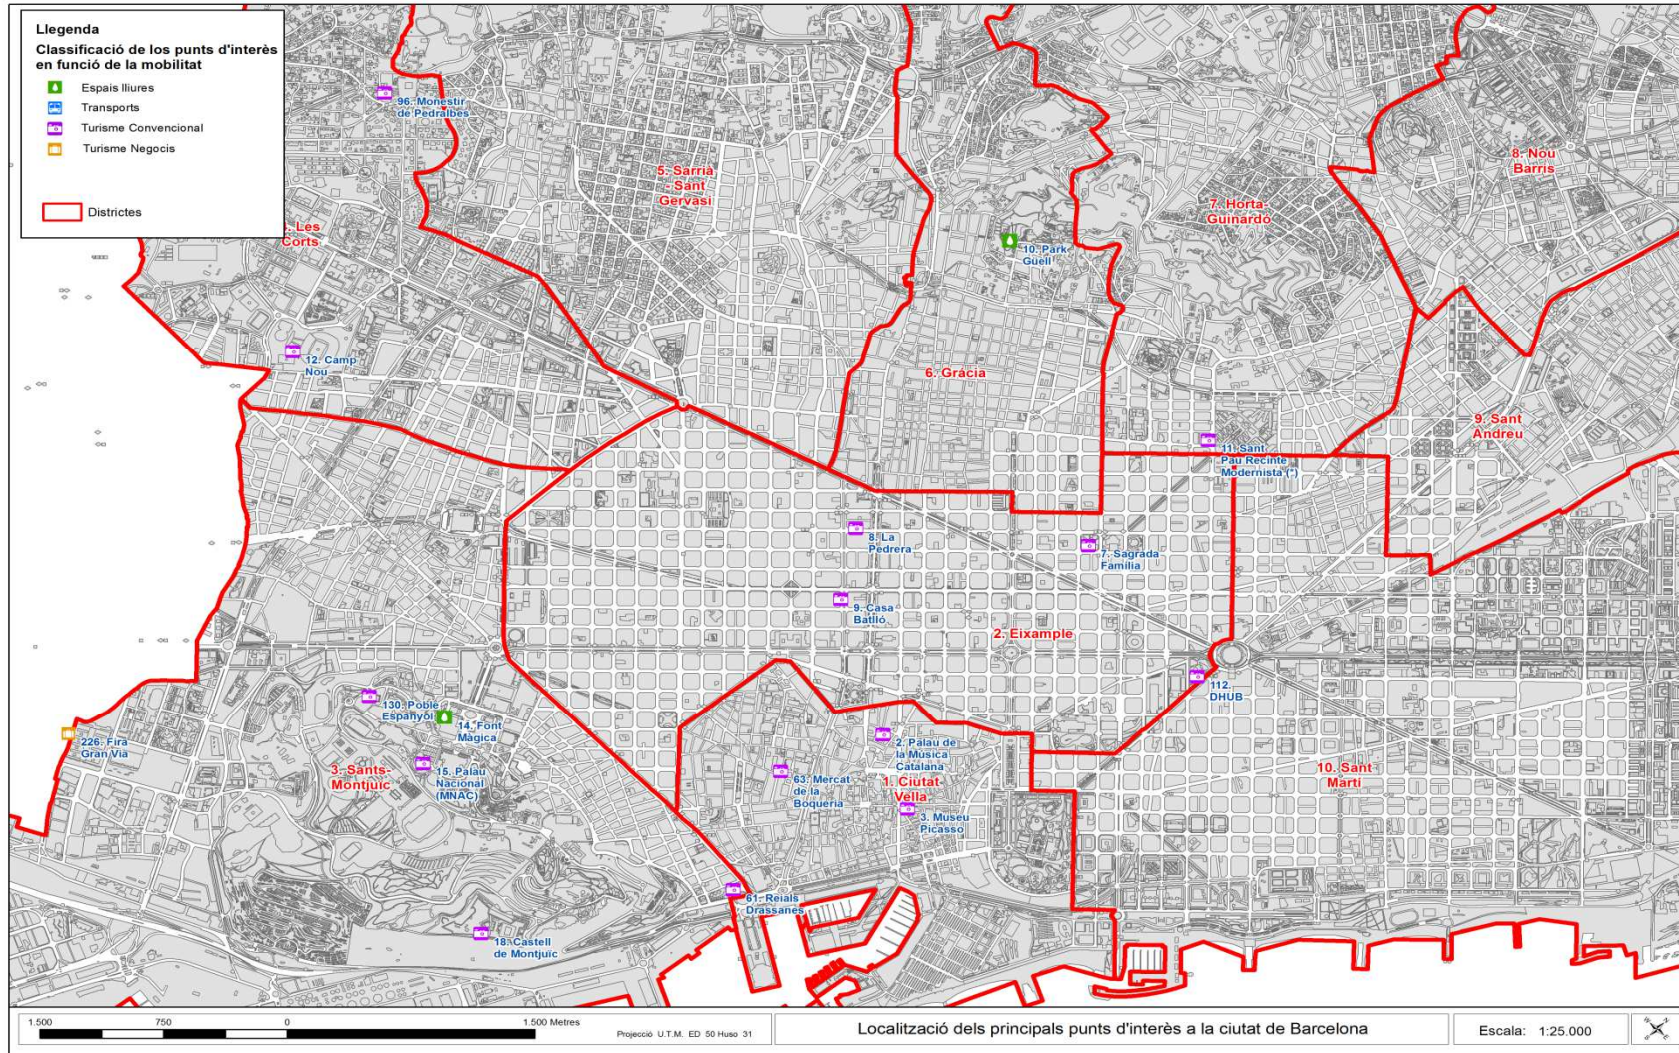 Llegenda
Classificació de los punts d'interès
en funció de la mobilitat
Espais lliures
Transports
Turisme Convencional
Turisme Negocis
Districtes
96. Monestir
de Pedralbes
5. Sarrià
- Sant
Gervasi
8. Nou
Barris
7. Horta-
Guinardó
. Les
Corts
10. Park
Güell
12. Camp
Nou
6. Gràcia
9. Sant
Andreu
11. Sant
Pau Recinte
Modernista (*)
8. La
Pedrera
7. Sagrada
Família
9. Casa
Batlló
2. Eixample
112.
DHUB
130. Poble
Espanyol
14. Font
Màgica
226. Fira
Gran Via
2. Palau de
la Música
Catalana
3. Sants-
Montjuïc
15. Palau
Nacional
(MNAC)
63. Mercat
de la
Boqueria
1. Ciutat-
Vella
10. Sant
Martí
3. Museu
Picasso
61. Reials
Drassanes
18. Castell
de Montjuïc
1.500 750 0 1.500 Metres
Projecció U.T.M. ED 50 Huso 31
Localització dels principals punts d'interès a la ciutat de Barcelona
Escala: 1:25.000